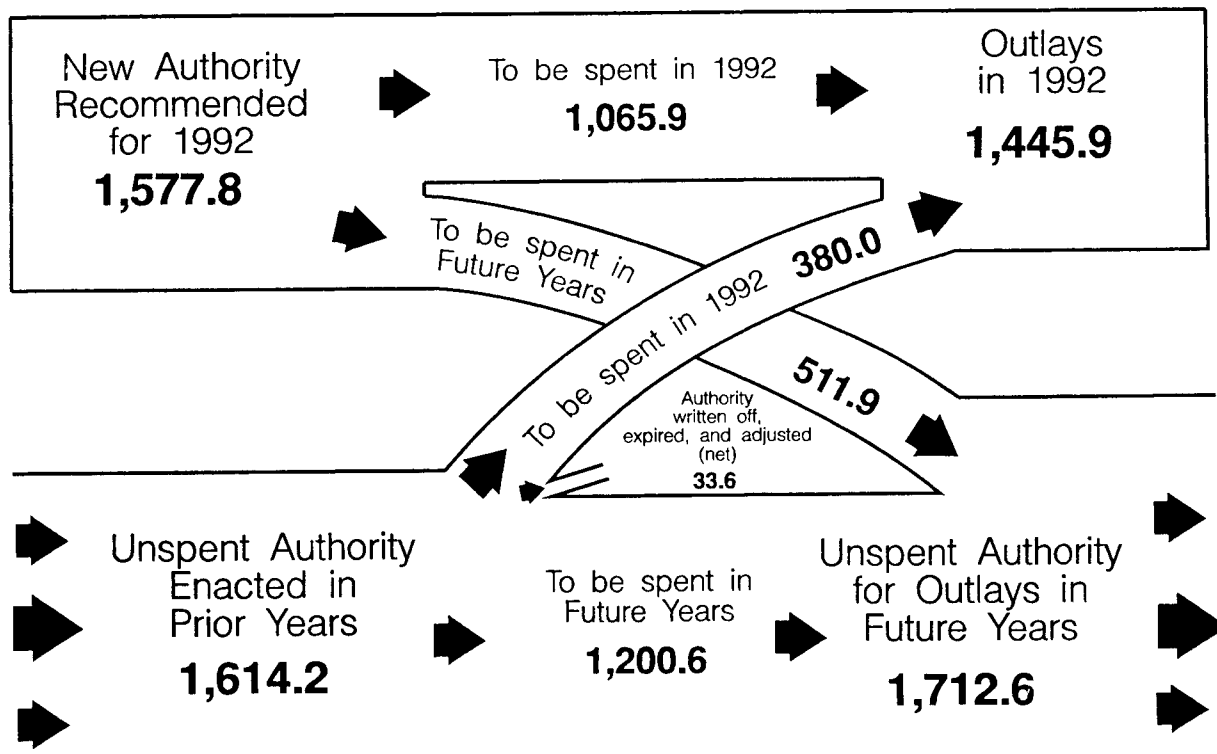 New Authority
Recommended
for 1992
1,577.8
To be spent in 1992
1,065.9
Outlays
in 1992
1,445.9
To be spent in
Future Years
511.9
To be spent in 1992 380.0
Authority
written off,
expired, and adjusted
(net)
33.6
Unspent Authority
Enacted in
Prior Years
1,614.2
To be spent in
Future Years
1,200.6
Unspent Authority
for Outlays in
Future Years
1,712.6